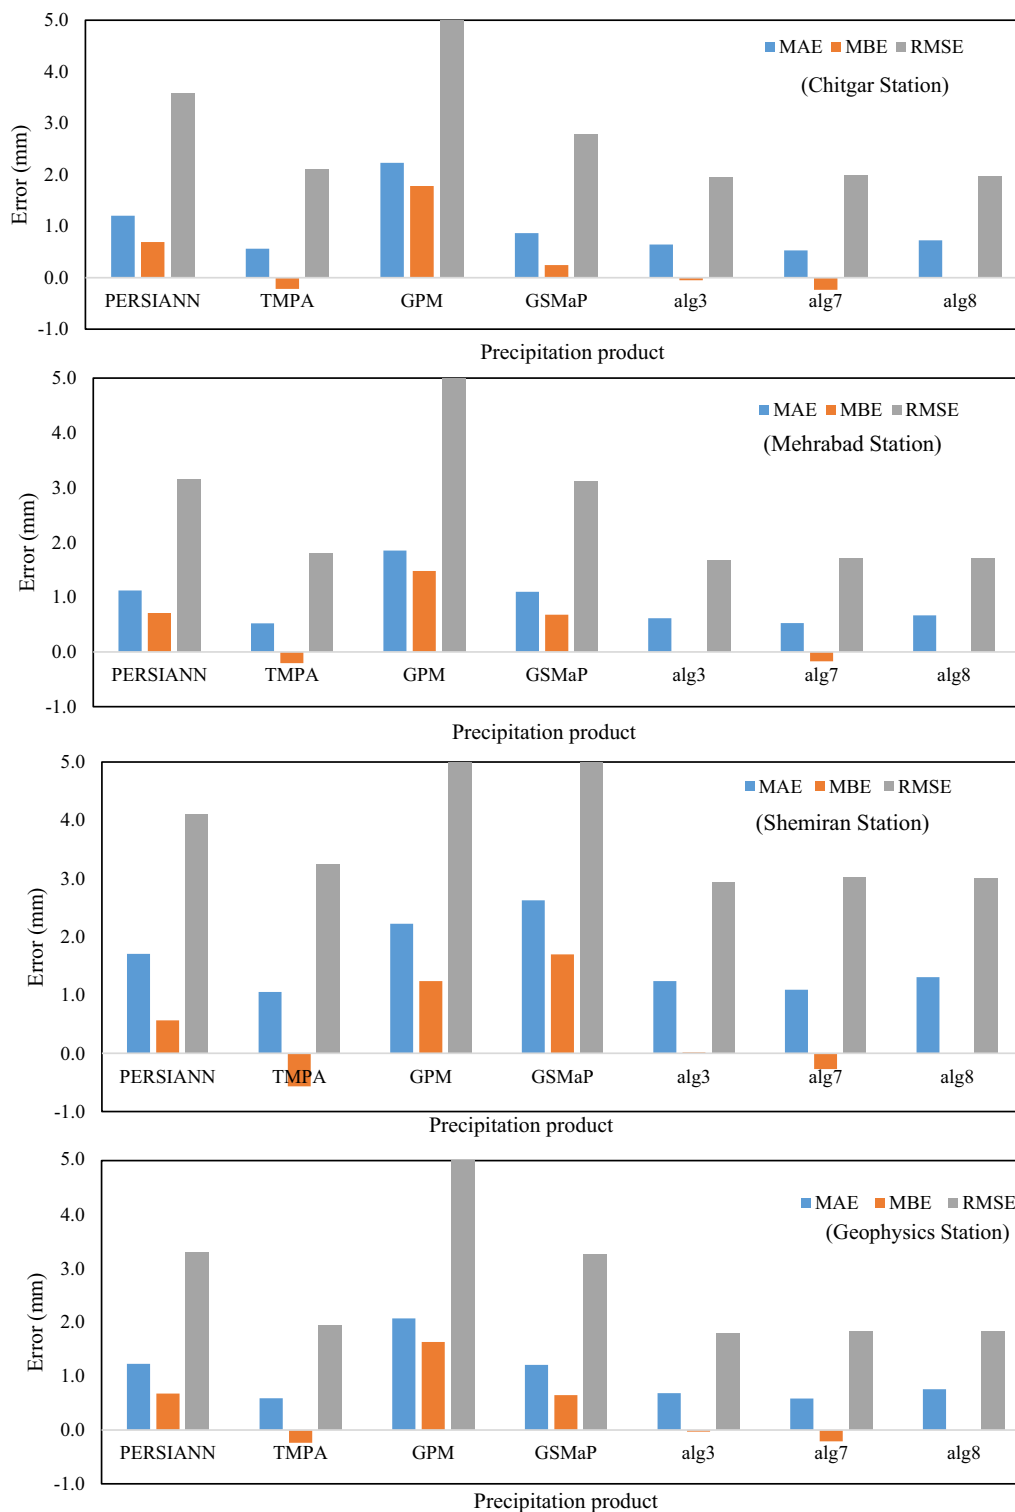 5.0
MAE MBE RMSE
4.0
(Chitgar Station)
3.0
Error (mm)
2.0
1.0
0.0
PERSIANN TMPA GPM GSMaP alg3 alg7 alg8
-1.0
Precipitation product
5.0
MAE MBE RMSE
4.0
(Mehrabad Station)
3.0
Error (mm)
2.0
1.0
0.0
PERSIANN TMPA GPM GSMaP alg3 alg7 alg8
-1.0
Precipitation product
5.0
MAE MBE RMSE
4.0
(Shemiran Station)
3.0
Error (mm)
2.0
1.0
0.0
PERSIANN TMPA GPM GSMaP alg3 alg7 alg8
-1.0
Precipitation product
5.0
MAE MBE RMSE
4.0
(Geophysics Station)
3.0
Error (mm)
2.0
1.0
0.0
PERSIANN TMPA GPM GSMaP alg3 alg7 alg8
-1.0
Precipitation product